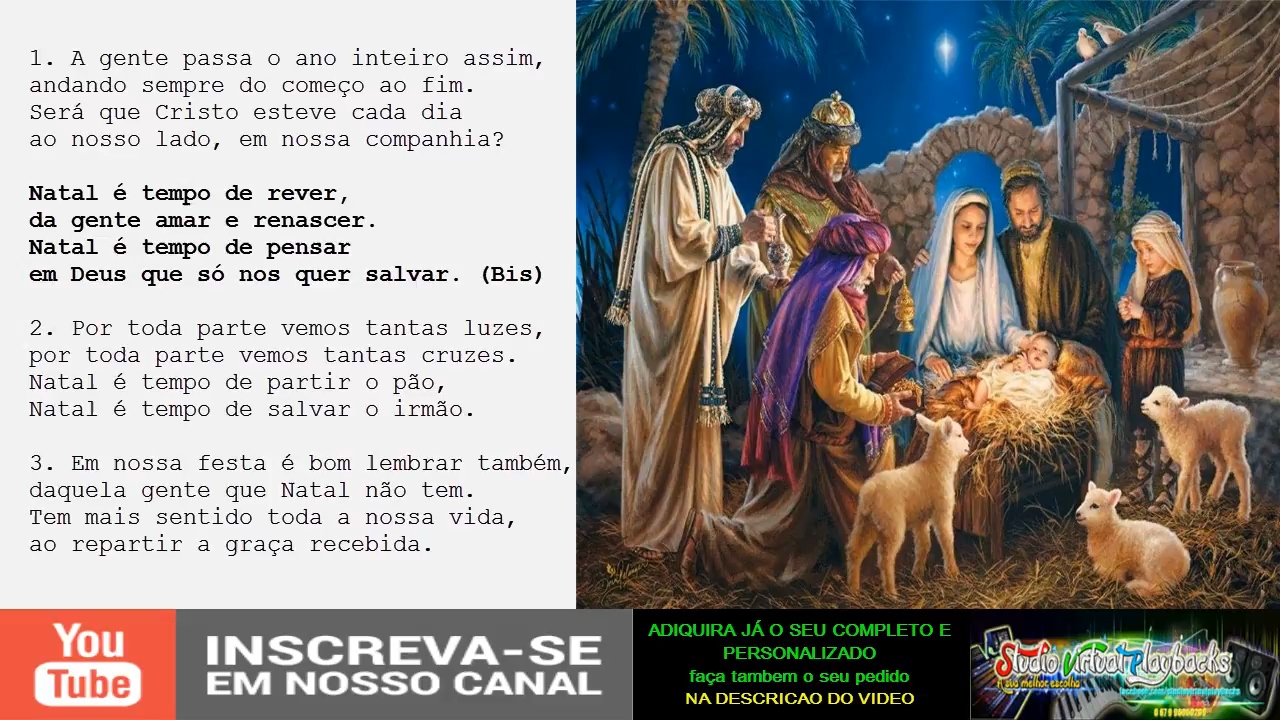 1. A gente passa o ano inteiro assim,
andando sempre do começo ao fim.
Será que Cristo esteve cada dia
ao nosso lado, em nossa companhia?
Natal é tempo de rever,
da gente amar e renascer.
Natal é tempo de pensar
em Deus que só nos quer salvar. (Bis)
2. Por toda parte vemos tantas luzes,
por toda parte vemos tantas cruzes.
Natal é tempo de partir o pão,
Natal é tempo de salvar o irmão.
3. Em nossa festa é bom lembrar também,
daquela gente que Natal não tem.
Tem mais sentido toda a nossa vida,
ao repartir a graça recebida.
You
Tube
INSCREVA-SE
EM NOSSO CANAL
ADIQUIRA JÁ O SEU COMPLETO E
PERSONALIZADO
faça tambem o seu pedido
NA DESCRICAO DO VIDEO
Studio Virtual Playbacks
A sua melhor escolha